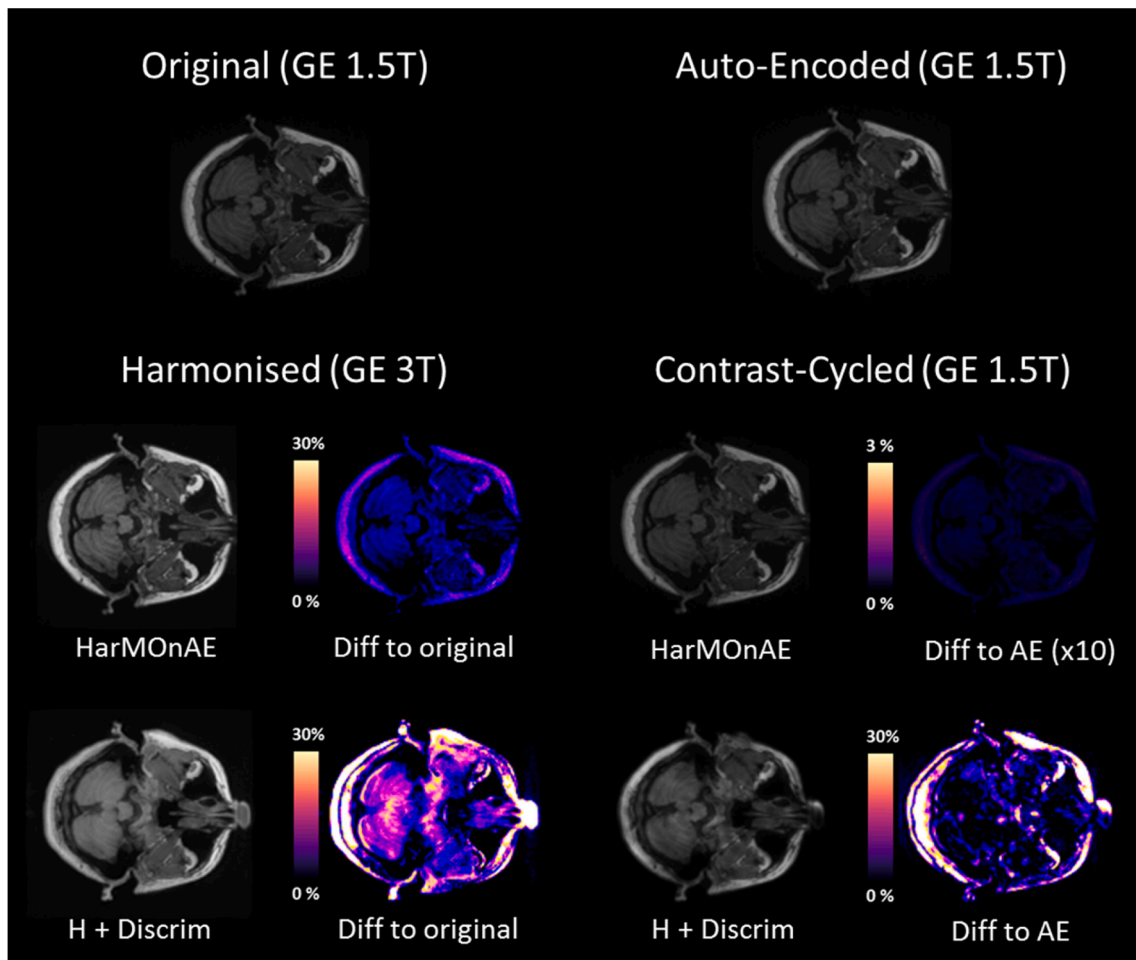 Original (GE 1.5T)
Auto-Encoded (GE 1.5T)
Harmonised (GE 3T)
Contrast-Cycled (GE 1.5T)
30%
0 %
3 %
0 %
HarMOnAE
Diff to original
HarMOnAE
Diff to AE (x10)
30%
0 %
30%
0 %
H + Discrim
Diff to original
H + Discrim
Diff to AE